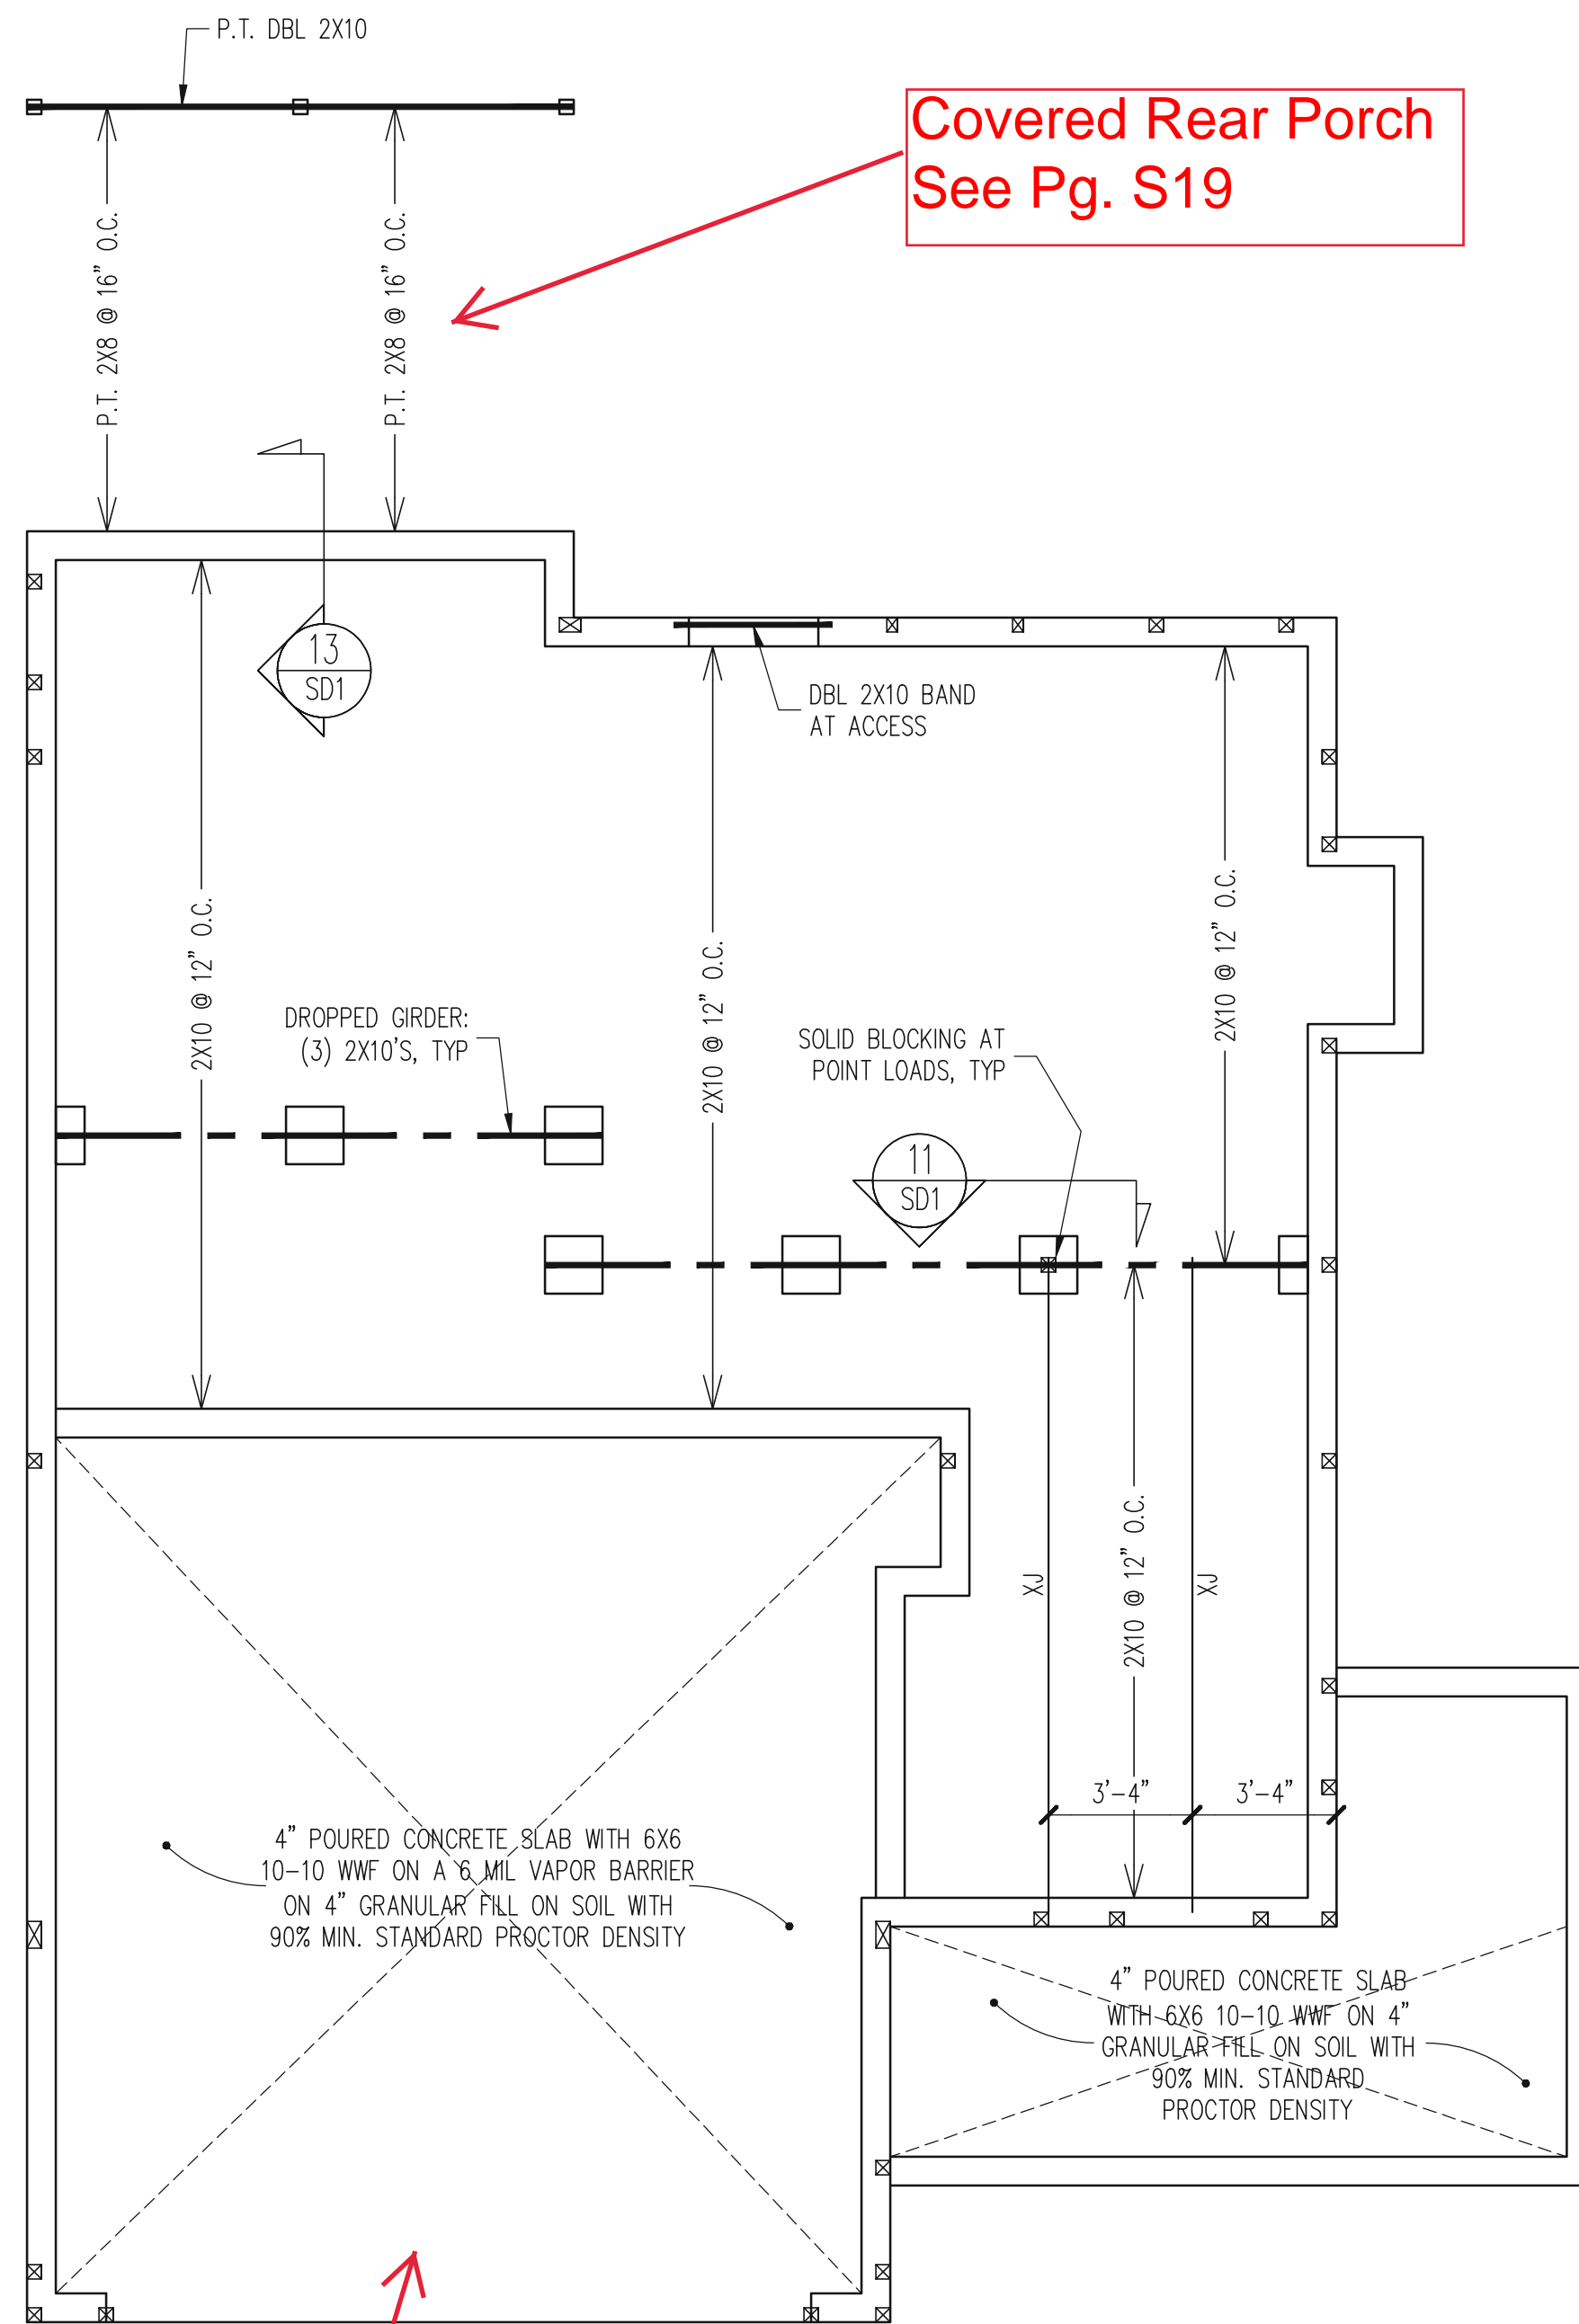 P.T. DBL 2X10
Covered Rear Porch
See Pg. S19
P.T. 2X8 @ 16" O.C.
P.T. 2X8 @ 16" O.C.
13
SD1
DBL 2X10 BAND
AT ACCESS
2X10 @ 12" O.C.
2X10 @ 12" O.C.
2X10 @ 12" O.C.
DROPPED GIRDER:
(3) 2X10'S, TYP
SOLID BLOCKING AT
POINT LOADS, TYP
11
SD1
XJ
2X10 @ 12" O.C.
XJ
3'-4"
3'-4"
4" POURED CONCRETE SLAB WITH 6X6
10-10 WWF ON A 6 MIL VAPOR BARRIER
ON 4" GRANULAR FILL ON SOIL WITH
90% MIN. STANDARD PROCTOR DENSITY
4" POURED CONCRETE SLAB
WITH 6X6 10-10 WWF ON 4"
GRANULAR FILL ON SOIL WITH
90% MIN. STANDARD
PROCTOR DENSITY